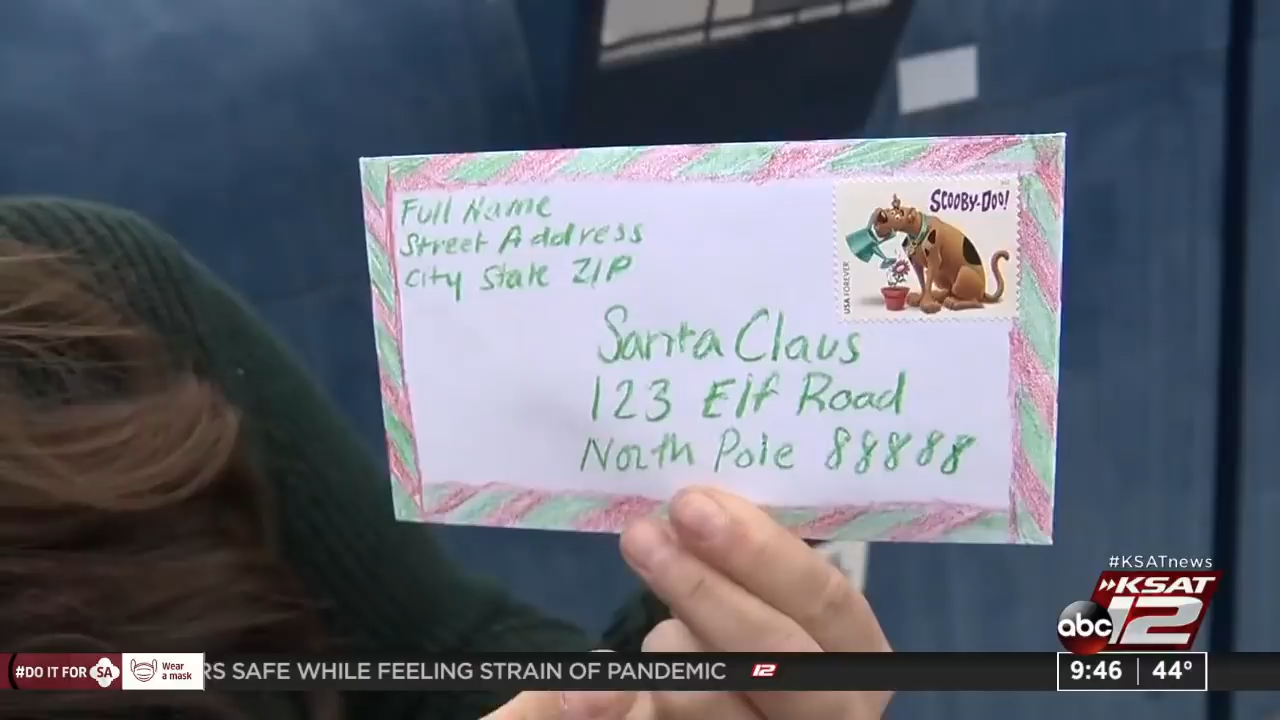 Full Name
Street Address
City State ZIP
SCOOBY-DOO!
USA FOREVER
Santa Claus
123 Elf Road
North Pole 88888
#KSATnews
KSAT
abc 12
#DO IT FOR SA
Wear
a mask
RS SAFE WHILE FEELING STRAIN OF PANDEMIC 12
9:46 44°